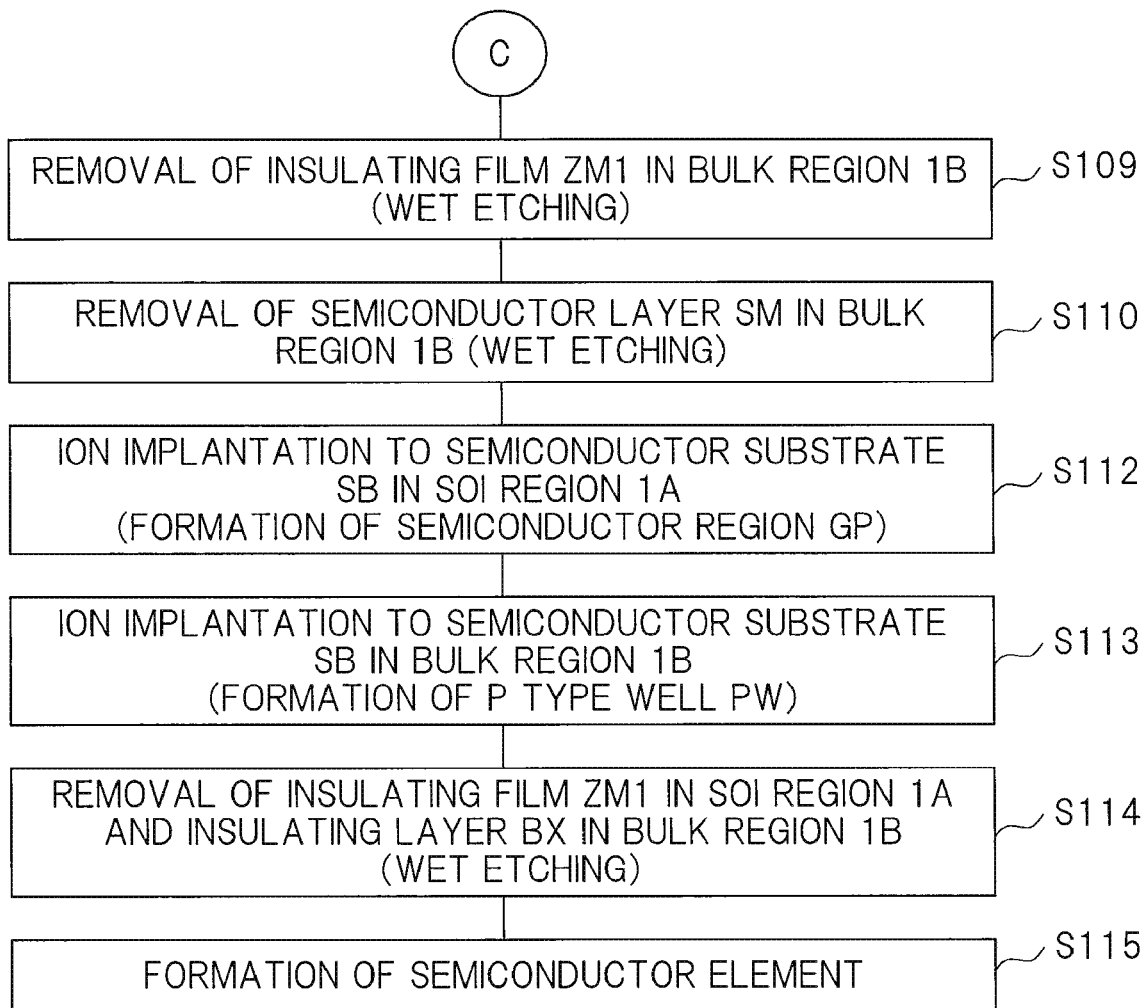 C
REMOVAL OF INSULATING FILM ZM1 IN BULK REGION 1B
(WET ETCHING)
S109
REMOVAL OF SEMICONDUCTOR LAYER SM IN BULK
REGION 1B (WET ETCHING)
S110
ION IMPLANTATION TO SEMICONDUCTOR SUBSTRATE
SB IN SOI REGION 1A
(FORMATION OF SEMICONDUCTOR REGION GP)
S112
ION IMPLANTATION TO SEMICONDUCTOR SUBSTRATE
SB IN BULK REGION 1B
(FORMATION OF P TYPE WELL PW)
S113
REMOVAL OF INSULATING FILM ZM1 IN SOI REGION 1A
AND INSULATING LAYER BX IN BULK REGION 1B
(WET ETCHING)
S114
FORMATION OF SEMICONDUCTOR ELEMENT
S115